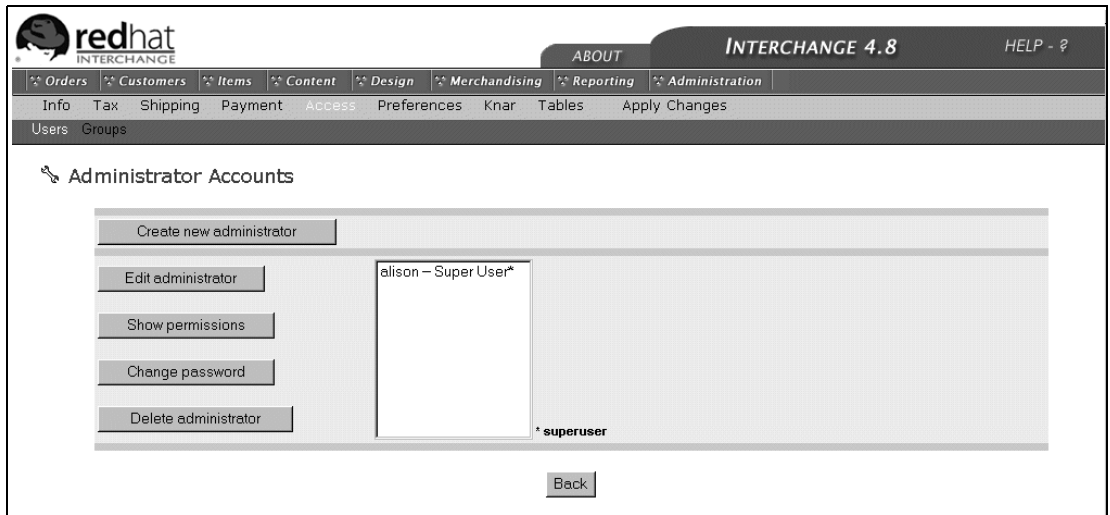 redhat
INTERCHANGE
ABOUT
INTERCHANGE 4.8
HELP - ?
Orders Customers Items Content Design Merchandising Reporting Administration
Info Tax Shipping Payment Access Preferences Knar Tables Apply Changes
Users Groups
Administrator Accounts
Create new administrator
Edit administrator
alison – Super User*
Show permissions
Change password
Delete administrator
* superuser
Back